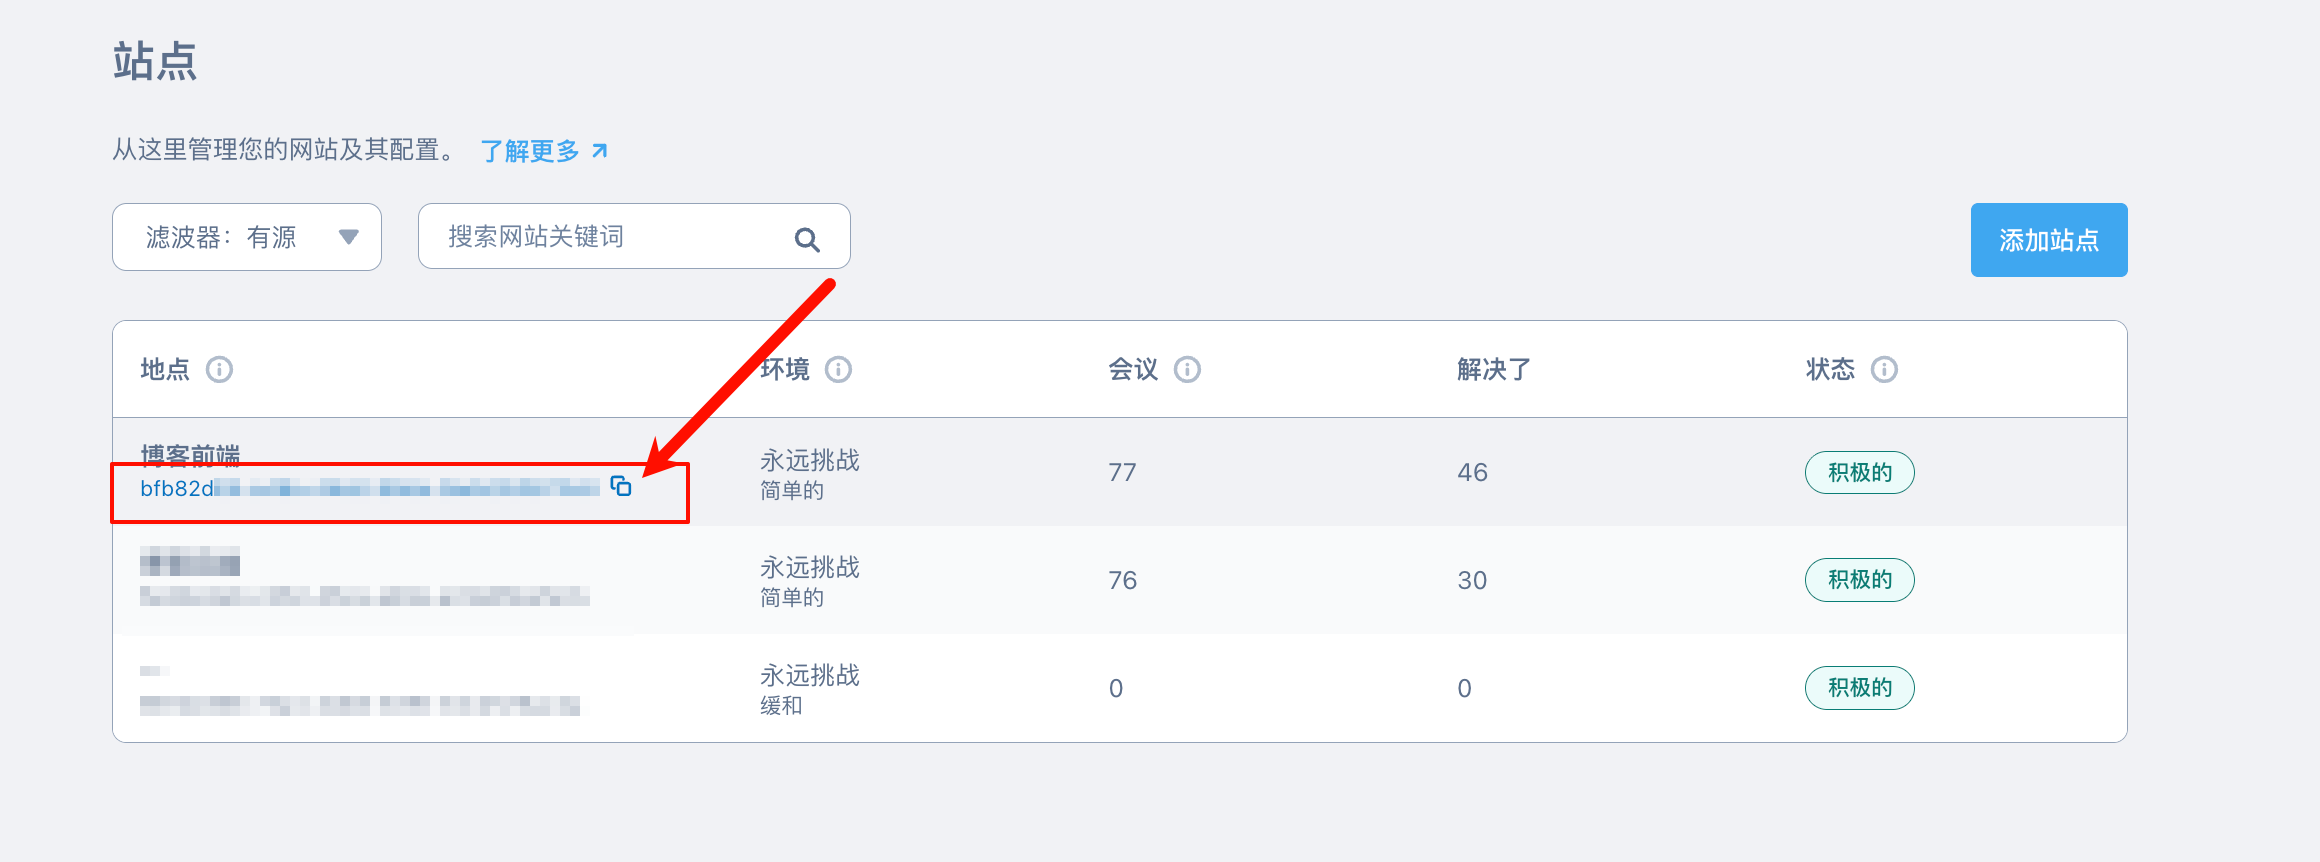 站点
从这里管理您的网站及其配置。 了解更多
滤波器：有源
搜索网站关键词
添加站点
地点 环境 会议 解决了 状态
博客前端
bfb82d
永远挑战
简单的
77 46 积极的
永远挑战
简单的
76 30 积极的
永远挑战
缓和
0 0 积极的